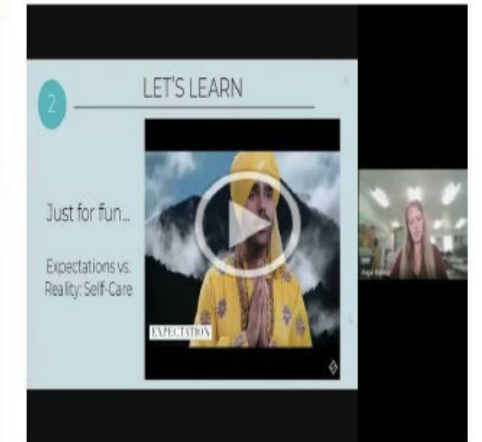 2
LET'S LEARN
Just for fun...
Expectations vs.
Reality: Self-Care
EXPECTATION